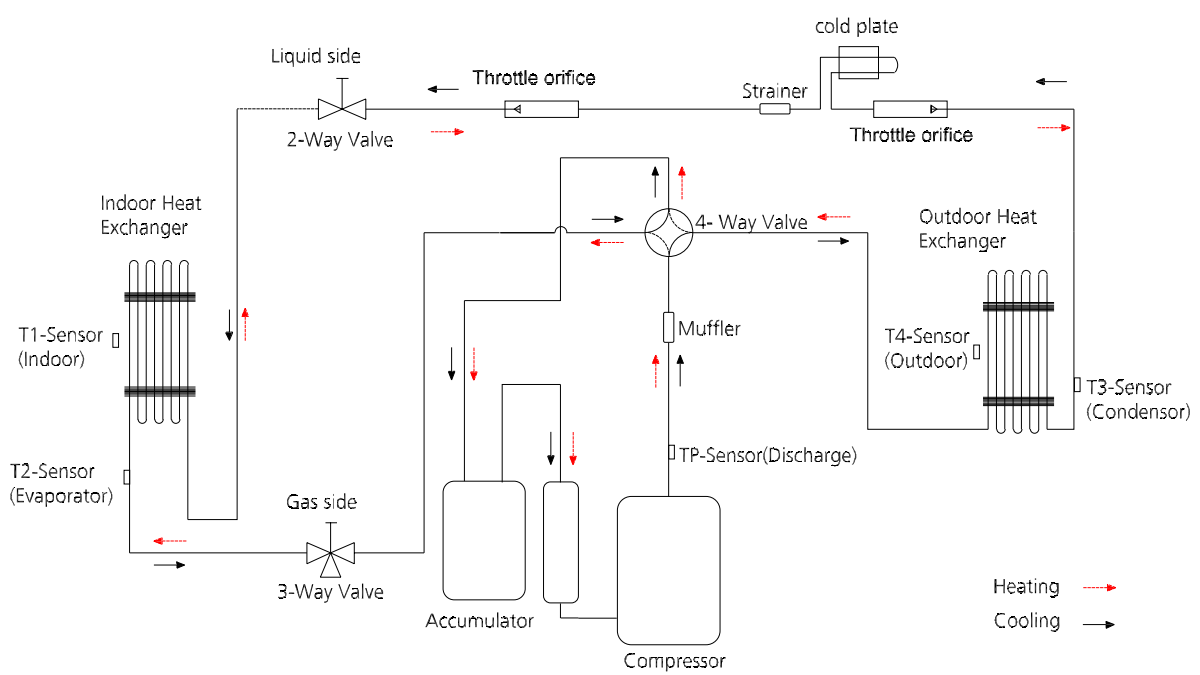 cold plate
Liquid side
Throttle orifice
Strainer
2-Way Valve
Throttle orifice
Indoor Heat
Exchanger
4- Way Valve
Outdoor Heat
Exchanger
T1-Sensor
(Indoor)
Muffler
T4-Sensor
(Outdoor)
T3-Sensor
(Condensor)
T2-Sensor
(Evaporator)
TP-Sensor(Discharge)
Gas side
3-Way Valve
Accumulator
Compressor
Heating
Cooling